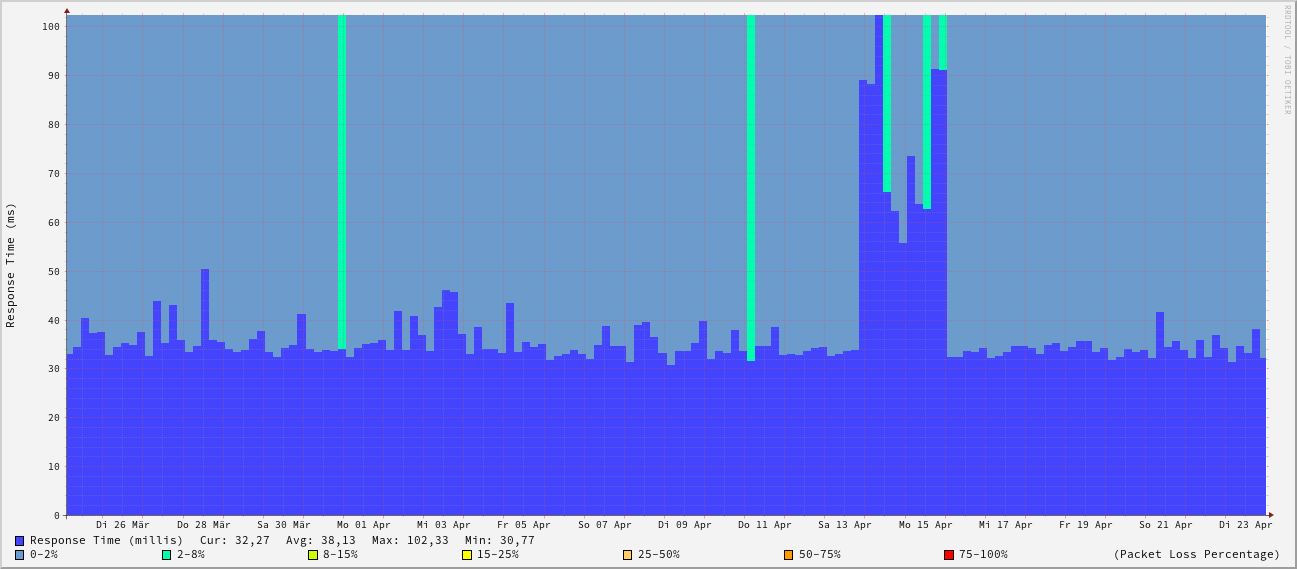 RRDTOOL / TOBI OETIKER
Response Time (ms)
100
90
80
70
60
50
40
30
20
10
0
Di 26 Mär Do 28 Mär Sa 30 Mär Mo 01 Apr Mi 03 Apr Fr 05 Apr So 07 Apr Di 09 Apr Do 11 Apr Sa 13 Apr Mo 15 Apr Mi 17 Apr Fr 19 Apr So 21 Apr Di 23 Apr
Response Time (millis) Cur: 32,27 Avg: 38,13 Max: 102,33 Min: 30,77
0-2% 2-8% 8-15% 15-25% 25-50% 50-75% 75-100% (Packet Loss Percentage)